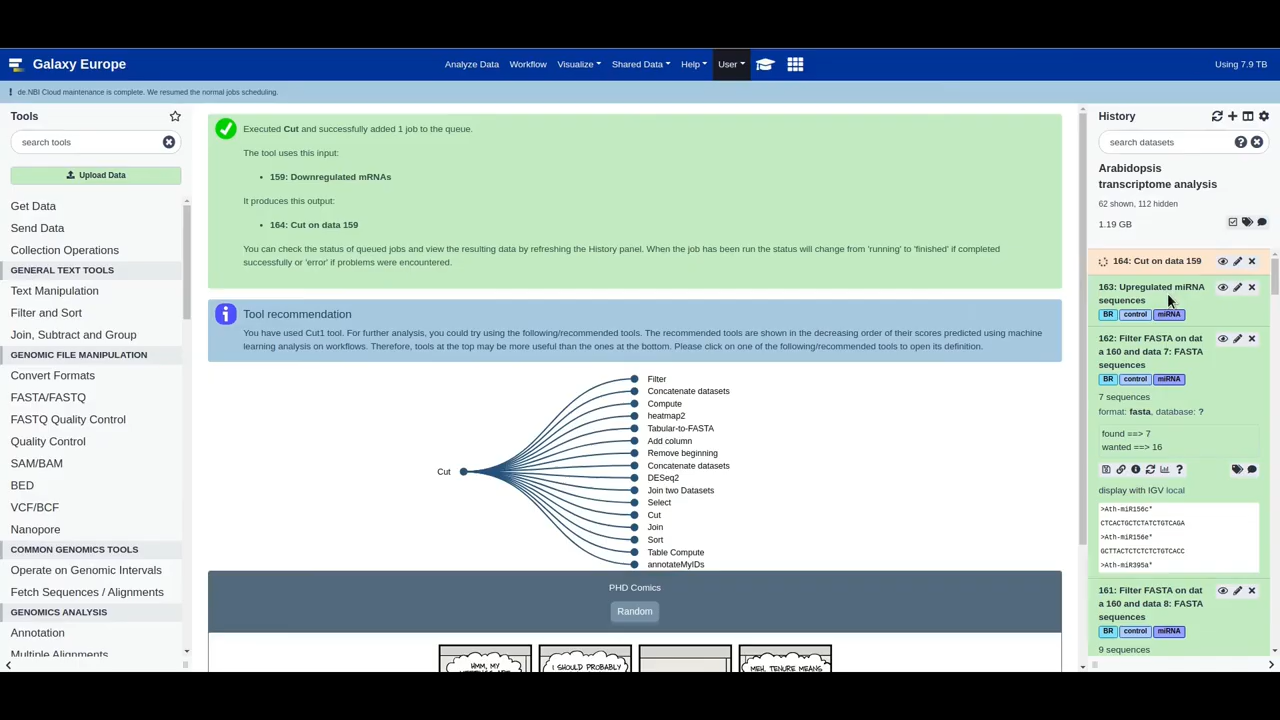 Galaxy Europe
Analyze Data Workflow Visualize Shared Data Help User
Using 7.9 TB
! de.NBI Cloud maintenance is complete. We resumed the normal jobs scheduling.
Tools
search tools
Upload Data
Get Data
Send Data
Collection Operations
GENERAL TEXT TOOLS
Text Manipulation
Filter and Sort
Join, Subtract and Group
GENOMIC FILE MANIPULATION
Convert Formats
FASTA/FASTQ
FASTQ Quality Control
Quality Control
SAM/BAM
BED
VCF/BCF
Nanopore
COMMON GENOMICS TOOLS
Operate on Genomic Intervals
Fetch Sequences / Alignments
GENOMICS ANALYSIS
Annotation
Multiple Alignments
Executed Cut and successfully added 1 job to the queue.
The tool uses this input:
• 159: Downregulated mRNAs
It produces this output:
• 164: Cut on data 159
You can check the status of queued jobs and view the resulting data by refreshing the History panel. When the job has been run the status will change from 'running' to 'finished' if completed
successfully or 'error' if problems were encountered.
Tool recommendation
You have used Cut1 tool. For further analysis, you could try using the following/recommended tools. The recommended tools are shown in the decreasing order of their scores predicted using machine
learning analysis on workflows. Therefore, tools at the top may be more useful than the ones at the bottom. Please click on one of the following/recommended tools to open its definition.
Cut
Filter
Concatenate datasets
Compute
heatmap2
Tabular-to-FASTA
Add column
Remove beginning
Concatenate datasets
DESeq2
Join two Datasets
Select
Cut
Join
Sort
Table Compute
annotateMyIDs
PHD Comics
Random
HMM, MY
I SHOULD PROBABLY
MEH, TENURE MEANS
History
search datasets
Arabidopsis
transcriptome analysis
62 shown, 112 hidden
1.19 GB
164: Cut on data 159
163: Upregulated miRNA
sequences
BR control miRNA
162: Filter FASTA on dat
a 160 and data 7: FASTA
sequences
BR control miRNA
7 sequences
format: fasta, database: ?
found ==> 7
wanted ==> 16
display with IGV local
>Ath-miR156c*
CTCACTGCTCTATCTGTCAGA
>Ath-miR156e*
GCTTACTCTCTCTCTGTCACC
>Ath-miR395a*
161: Filter FASTA on dat
a 160 and data 8: FASTA
sequences
BR control miRNA
9 sequences